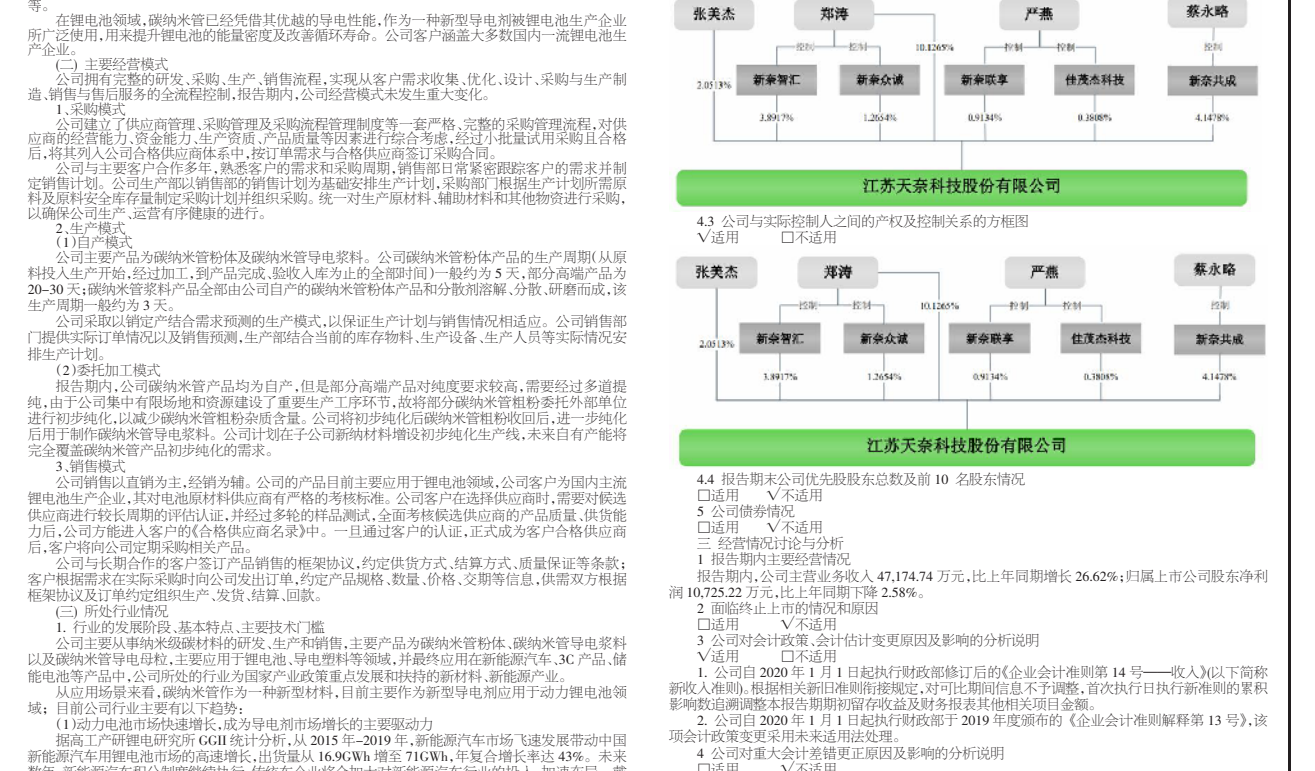 等。
在锂电池领域,碳纳米管已经凭借其优越的导电性能,作为一种新型导电剂被锂电池生产企业
所广泛使用,用来提升锂电池的能量密度及改善循环寿命。公司客户涵盖大多数国内一流锂电池生
产企业。
(二) 主要经营模式
公司拥有完整的研发、采购、生产、销售流程,实现从客户需求收集、优化、设计、采购与生产制
造、销售与售后服务的全流程控制,报告期内,公司经营模式未发生重大变化。
1、采购模式
公司建立了供应商管理、采购管理及采购流程管理制度等一套严格、完整的采购管理流程,对供
应商的经营能力、资金能力、生产资质、产品质量等因素进行综合考虑,经过小批量试用采购且合格
后,将其列入公司合格供应商体系中,按订单需求与合格供应商签订采购合同。
公司与主要客户合作多年,熟悉客户的需求和采购周期,销售部日常紧密跟踪客户的需求并制
定销售计划。公司生产部以销售部的销售计划为基础安排生产计划,采购部门根据生产计划所需原
料及原料安全库存量制定采购计划并组织采购。统一对生产原材料、辅助材料和其他物资进行采购,
以确保公司生产、运营有序健康的进行。
2、生产模式
(1)自产模式
公司主要产品为碳纳米管粉体及碳纳米管导电浆料。公司碳纳米管粉体产品的生产周期(从原
料投入生产开始,经过加工,到产品完成、验收入库为止的全部时间)一般约为 5 天,部分高端产品为
20-30 天;碳纳米管浆料产品全部由公司自产的碳纳米管粉体产品和分散剂溶解、分散、研磨而成,该
生产周期一般约为 3 天。
公司采取以销定产结合需求预测的生产模式,以保证生产计划与销售情况相适应。公司销售部
门提供实际订单情况以及销售预测,生产部结合当前的库存物料、生产设备、生产人员等实际情况安
排生产计划。
(2)委托加工模式
报告期内,公司碳纳米管产品均为自产,但是部分高端产品对纯度要求较高,需要经过多道提
纯,由于公司集中有限场地和资源建设了重要生产工序环节,故将部分碳纳米管粗粉委托外部单位
进行初步纯化,以减少碳纳米管粗粉杂质含量。公司将初步纯化后碳纳米管粗粉收回后,进一步纯化
后用于制作碳纳米管导电浆料。公司计划在子公司新纳材料增设初步纯化生产线,未来自有产能将
完全覆盖碳纳米管产品初步纯化的需求。
3、销售模式
公司销售以直销为主,经销为辅。公司的产品目前主要应用于锂电池领域,公司客户为国内主流
锂电池生产企业,其对电池原材料供应商有严格的考核标准。公司客户在选择供应商时,需要对候选
供应商进行较长周期的评估认证,并经过多轮的样品测试,全面考核候选供应商的产品质量、供货能
力后,公司方能进入客户的《合格供应商名录》中。一旦通过客户的认证,正式成为客户合格供应商
后,客户将向公司定期采购相关产品。
公司与长期合作的客户签订产品销售的框架协议,约定供货方式、结算方式、质量保证等条款;
客户根据需求在实际采购时向公司发出订单,约定产品规格、数量、价格、交期等信息,供需双方根据
框架协议及订单约定组织生产、发货、结算、回款。
(三) 所处行业情况
1. 行业的发展阶段、基本特点、主要技术门槛
公司主要从事纳米级碳材料的研发、生产和销售,主要产品为碳纳米管粉体、碳纳米管导电浆料
以及碳纳米管导电母粒,主要应用于锂电池、导电塑料等领域,并最终应用在新能源汽车、3C 产品、储
能电池等产品中,公司所处的行业为国家产业政策重点发展和扶持的新材料、新能源产业。
从应用场景来看,碳纳米管作为一种新型材料,目前主要作为新型导电剂应用于动力锂电池领
域; 目前公司行业主要有以下趋势:
(1)动力电池市场快速增长,成为导电剂市场增长的主要驱动力
据高工产研锂电研究所 GGII 统计分析,从 2015 年-2019 年,新能源汽车市场飞速发展带动中国
新能源汽车用锂电池市场的高速增长,出货量从 16.9GWh 增至 71GWh,年复合增长率达 43%。未来
张美杰 郑涛 严燕 蔡永略
控制 控制 10.1265% 控制 控制 控制
2.0513% 新奈智汇 新奈众诚 新奈联享 佳茂杰科技 新奈共成
3.8917% 1.2654% 0.9134% 0.3808% 4.1478%
江苏天奈科技股份有限公司
4.3 公司与实际控制人之间的产权及控制关系的方框图
√适用 □不适用
张美杰 郑涛 严燕 蔡永略
控制 控制 10.1265% 控制 控制 控制
2.0513% 新奈智汇 新奈众诚 新奈联享 佳茂杰科技 新奈共成
3.8917% 1.2654% 0.9134% 0.3808% 4.1478%
江苏天奈科技股份有限公司
4.4 报告期末公司优先股股东总数及前 10 名股东情况
□适用 √不适用
5 公司债券情况
□适用 √不适用
三 经营情况讨论与分析
1 报告期内主要经营情况
报告期内,公司主营业务收入 47,174.74 万元,比上年同期增长 26.62%; 归属上市公司股东净利
润 10,725.22 万元,比上年同期下降 2.58%。
2 面临终止上市的情况和原因
□适用 √不适用
3 公司对会计政策、会计估计变更原因及影响的分析说明
√适用 □不适用
1. 公司自 2020 年 1 月 1 日起执行财政部修订后的《企业会计准则第 14 号——收入》(以下简称
新收入准则)。根据相关新旧准则衔接规定,对可比期间信息不予调整,首次执行日执行新准则的累积
影响数追溯调整本报告期期初留存收益及财务报表其他相关项目金额。
2. 公司自 2020 年 1 月 1 日起执行财政部于 2019 年度颁布的《企业会计准则解释第 13 号》,该
项会计政策变更采用未来适用法处理。
4 公司对重大会计差错更正原因及影响的分析说明
□适用 √不适用